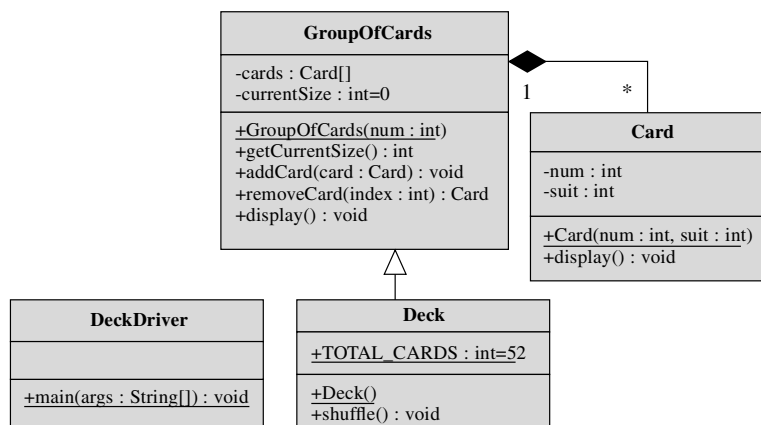 GroupOfCards
-cards : Card[]
-currentSize : int=0
+GroupOfCards(num : int)
+getCurrentSize() : int
+addCard(card : Card) : void
+removeCard(index : int) : Card
+display() : void
1
*
Card
-num : int
-suit : int
+Card(num : int, suit : int)
+display() : void
DeckDriver
+main(args : String[]) : void
Deck
+TOTAL_CARDS : int=52
+Deck()
+shuffle() : void